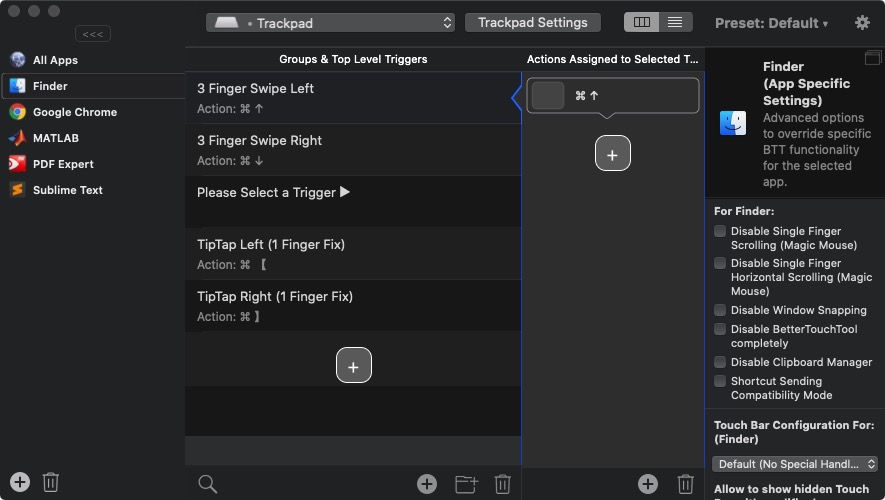 Trackpad
Trackpad Settings
Preset: Default ▾
<<<
All Apps
Finder
Google Chrome
MATLAB
PDF Expert
Sublime Text
Groups & Top Level Triggers
3 Finger Swipe Left
Action: ⌘ ↑
3 Finger Swipe Right
Action: ⌘ ↓
Please Select a Trigger ▶
TipTap Left (1 Finger Fix)
Action: ⌘ 【
TipTap Right (1 Finger Fix)
Action: ⌘ 】
Actions Assigned to Selected T...
⌘ ↑
Finder
(App Specific
Settings)
Advanced options
to override specific
BTT functionality
for the selected
app.
For Finder:
Disable Single Finger
Scrolling (Magic Mouse)
Disable Single Finger
Horizontal Scrolling (Magic
Mouse)
Disable Window Snapping
Disable BetterTouchTool
completely
Disable Clipboard Manager
Shortcut Sending
Compatibility Mode
Touch Bar Configuration For:
(Finder)
Default (No Special Handl...
Allow to show hidden Touch